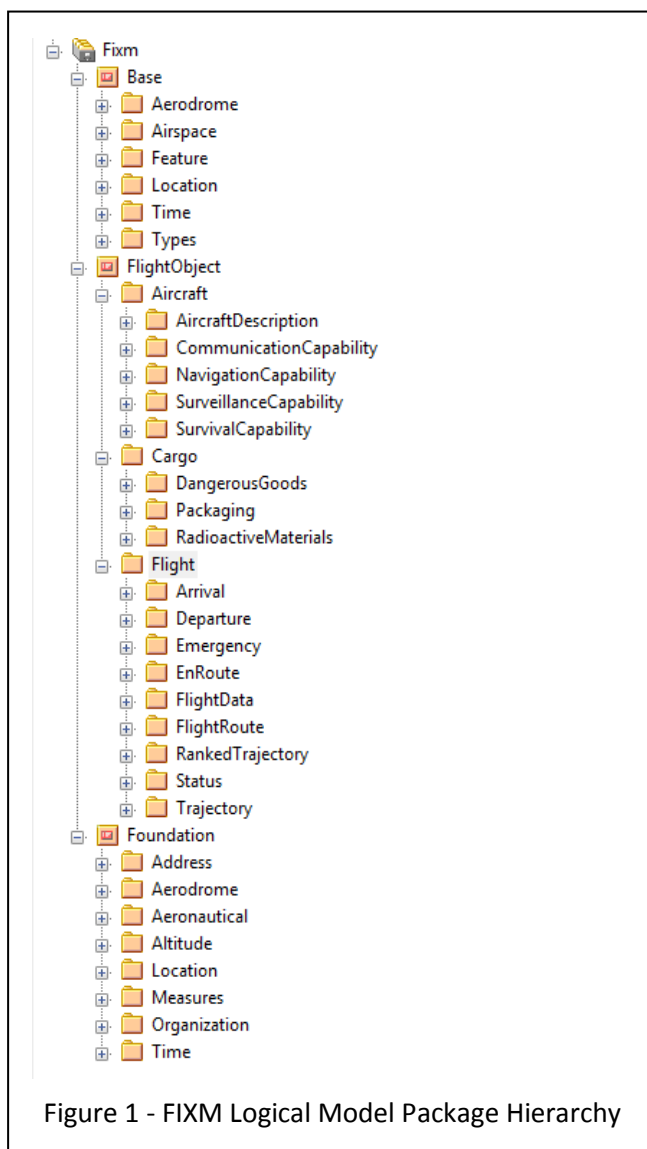 Fixm
Base
Aerodrome
Airspace
Feature
Location
Time
Types
FlightObject
Aircraft
AircraftDescription
CommunicationCapability
NavigationCapability
SurveillanceCapability
SurvivalCapability
Cargo
DangerousGoods
Packaging
RadioactiveMaterials
Flight
Arrival
Departure
Emergency
EnRoute
FlightData
FlightRoute
RankedTrajectory
Status
Trajectory
Foundation
Address
Aerodrome
Aeronautical
Altitude
Location
Measures
Organization
Time
Figure 1 - FIXM Logical Model Package Hierarchy